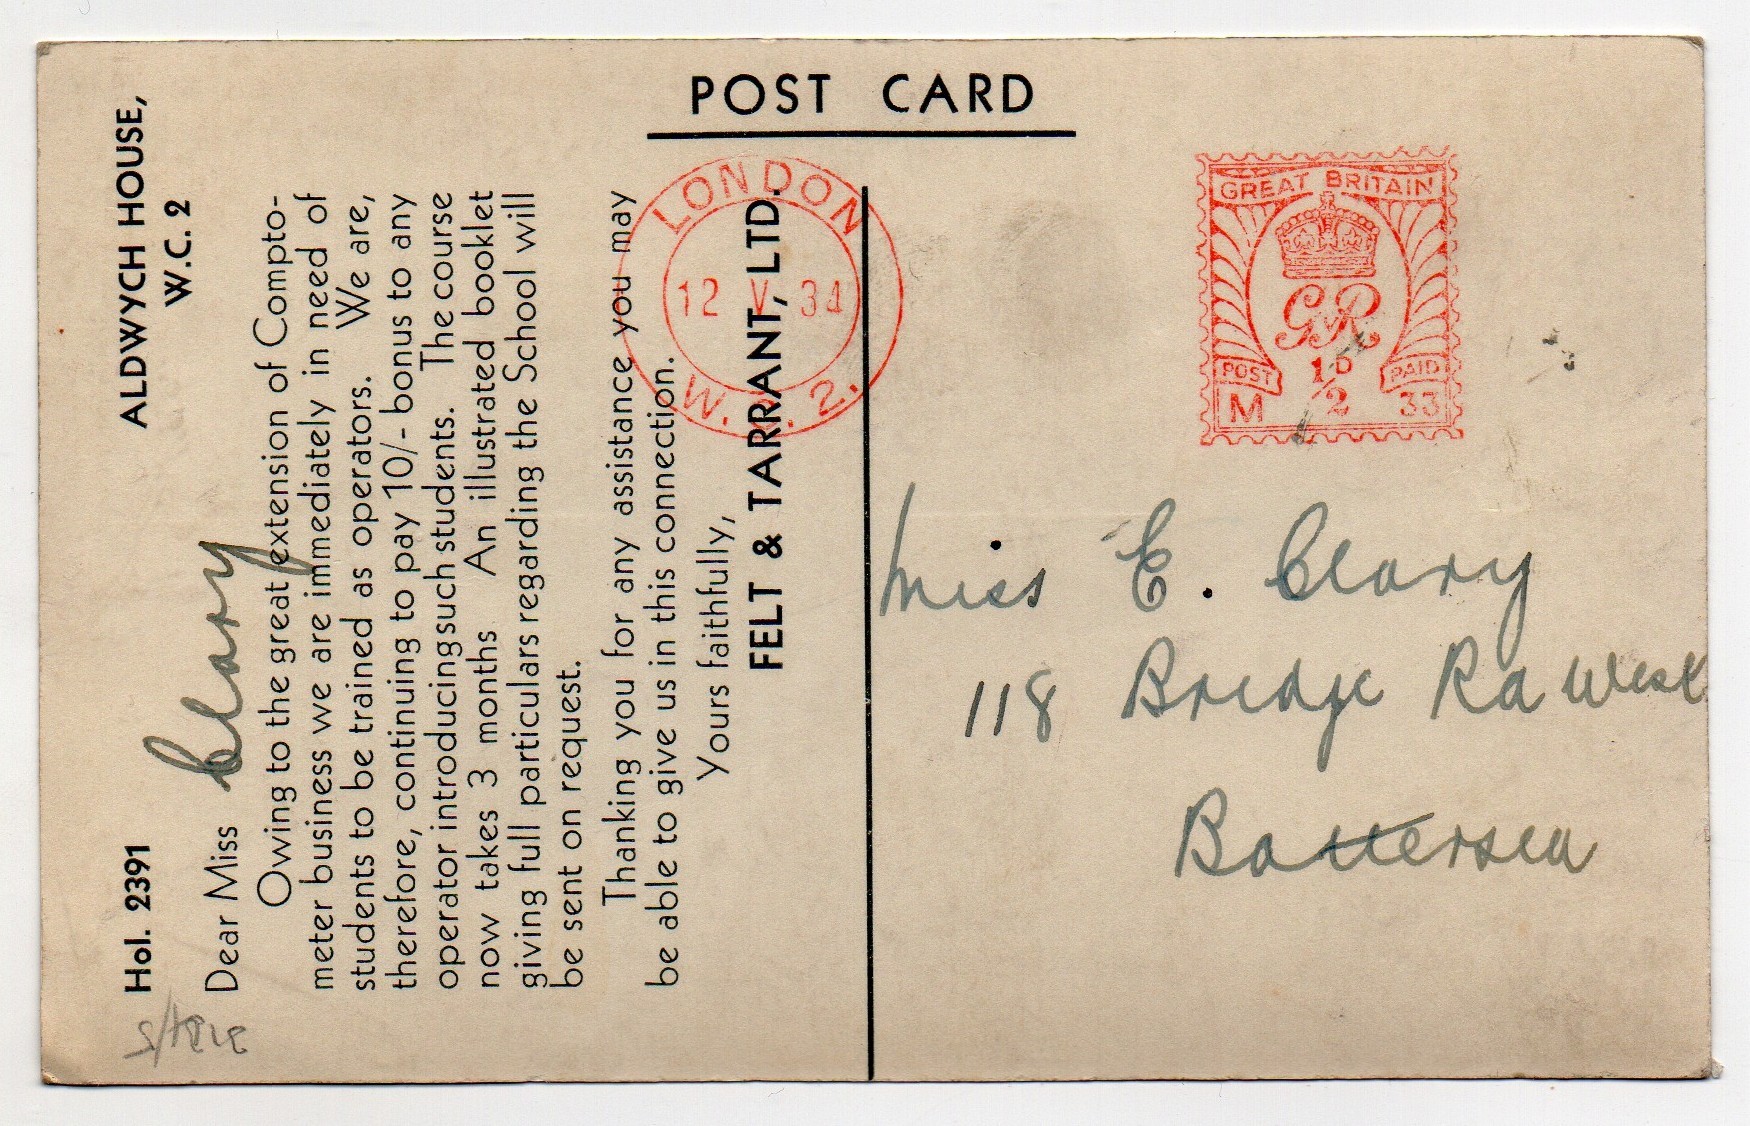 POST CARD
ALDWYCH HOUSE,
W.C. 2
Hol. 2391
Dear Miss Clary
Owing to the great extension of Compto-
meter business we are immediately in need of
students to be trained as operators. We are,
therefore, continuing to pay 10/- bonus to any
operator introducing such students. The course
now takes 3 months An illustrated booklet
giving full particulars regarding the School will
be sent on request.
Thanking you for any assistance you may
be able to give us in this connection.
Yours faithfully,
FELT & TARRANT, LTD.
LONDON
12 V 34
W.C. 2.
GREAT BRITAIN
GvR
POST 1/2D PAID
M 33
Miss E. Clary
118 Bridge Rd West
Battersea